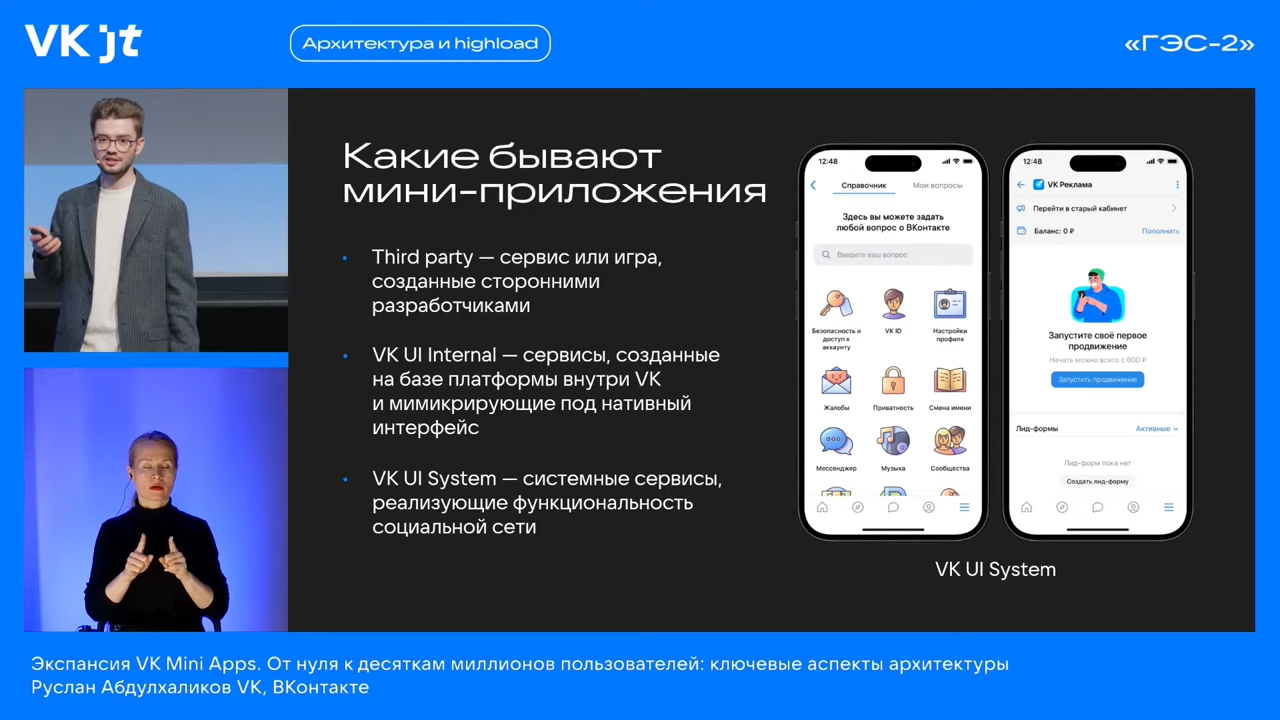 VK JT
Архитектура и highload
«ГЭС-2»
Какие бывают
мини-приложения
Third party — сервис или игра,
созданные сторонними
разработчиками
VK UI Internal — сервисы, созданные
на базе платформы внутри VK
и мимикрирующие под нативный
интерфейс
VK UI System — системные сервисы,
реализующие функциональность
социальной сети
12:48
Справочник
Мои вопросы
Здесь вы можете задать
любой вопрос о ВКонтакте
Введите ваш вопрос
Безопасность и
доступ к
аккаунту
VK ID
Настройки
профиля
Жалобы
Приватность
Смена имени
Мессенджер
Музыка
Сообщества
12:48
VK Реклама
Перейти в старый кабинет
Баланс: 0 ₽
Пополнить
Запустите своё первое
продвижение
Начать можно всего с 600 ₽
Запустить продвижение
Лид-формы
Активные
Лид-форм пока нет
Создать лид-форму
VK UI System
Экспансия VK Mini Apps. От нуля к десяткам миллионов пользователей: ключевые аспекты архитектуры
Руслан Абдулхаликов VK, ВКонтакте